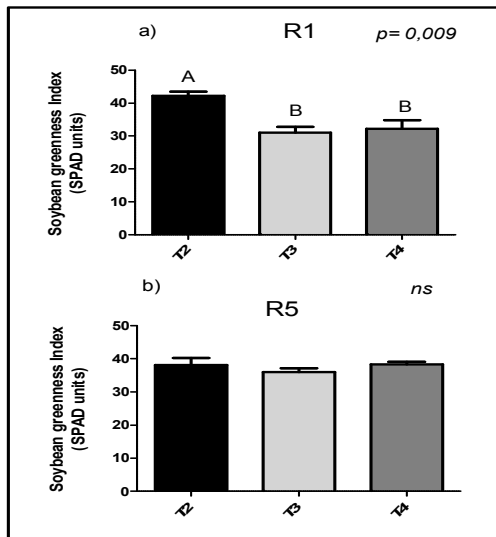 a)
R1
p= 0,009
Soybean greenness Index
(SPAD units)
50
40
30
20
10
0
A
B
B
T2
T3
T4
b)
ns
R5
Soybean greenness Index
(SPAD units)
50
40
30
20
10
0
T2
T3
T4